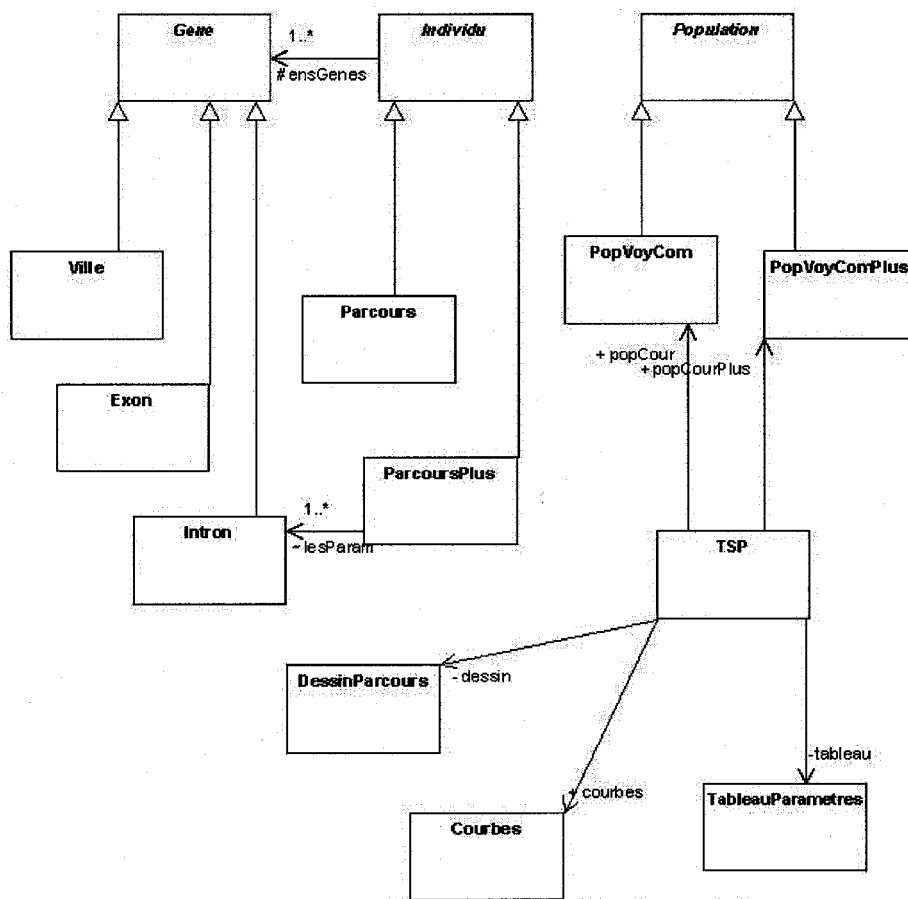 Gene
1..*
Individu
Population
# ensGenes
Ville
PopVoyCom
PopVoyComPlus
Parcours
+ popCour
+ popCourPlus
Exon
ParcoursPlus
1..*
Intron
~lesParam
TSP
DessinParcours
- dessin
-tableau
+ courbes
TableauParametres
Courbes